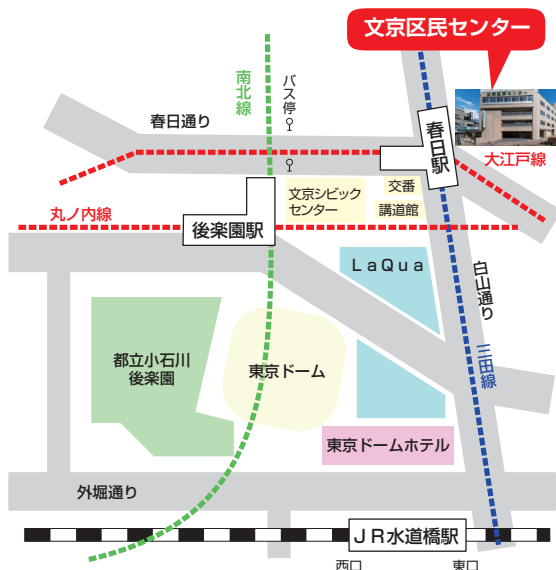 文京区民センター
南北線
バス停
春日通り
春日駅
大江戸線
文京シビック
センター
交番
講道館
丸ノ内線
後楽園駅
LaQua
白山通り
三田線
都立小石川
後楽園
東京ドーム
東京ドームホテル
外堀通り
JR水道橋駅
西口
東口